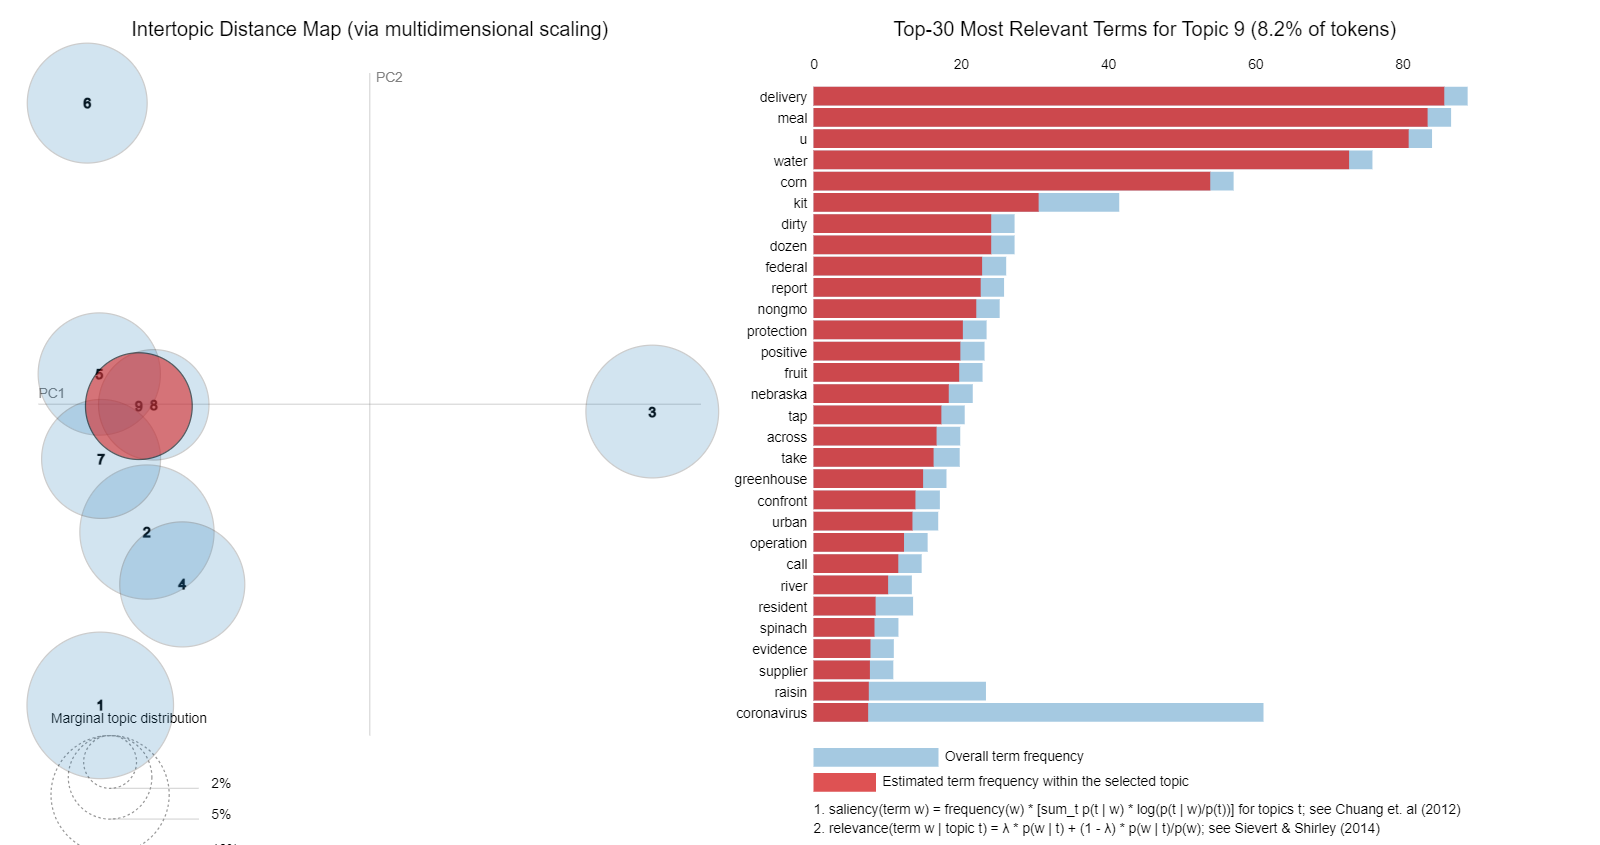 Intertopic Distance Map (via multidimensional scaling)
PC2
PC1
6
5
9
8
7
3
2
4
1
Marginal topic distribution
2%
5%
Top-30 Most Relevant Terms for Topic 9 (8.2% of tokens)
0 20 40 60 80
delivery
meal
u
water
corn
kit
dirty
dozen
federal
report
nongmo
protection
positive
fruit
nebraska
tap
across
take
greenhouse
confront
urban
operation
call
river
resident
spinach
evidence
supplier
raisin
coronavirus
Overall term frequency
Estimated term frequency within the selected topic
1. saliency(term w) = frequency(w) * [sum_t p(t | w) * log(p(t | w)/p(t))] for topics t; see Chuang et. al (2012)
2. relevance(term w | topic t) = λ * p(w | t) + (1 - λ) * p(w | t)/p(w); see Sievert & Shirley (2014)